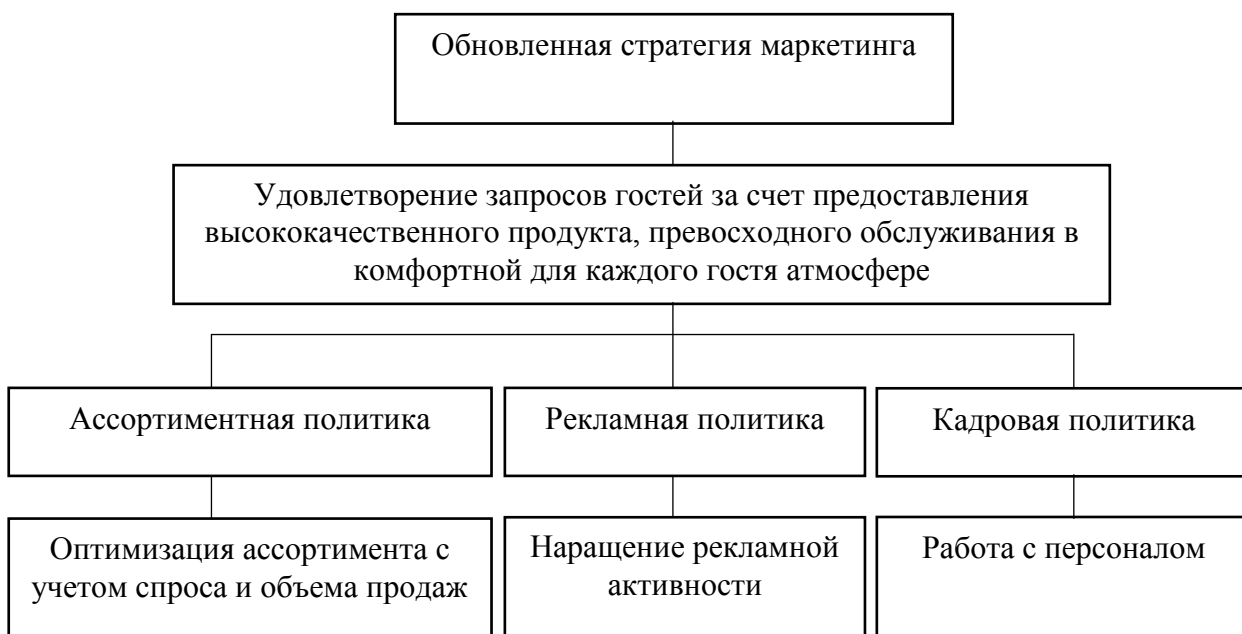 Обновленная стратегия маркетинга
Удовлетворение запросов гостей за счет предоставления
высококачественного продукта, превосходного обслуживания в
комфортной для каждого гостя атмосфере
Ассортиментная политика
Рекламная политика
Кадровая политика
Оптимизация ассортимента с
учетом спроса и объема продаж
Наращение рекламной
активности
Работа с персоналом